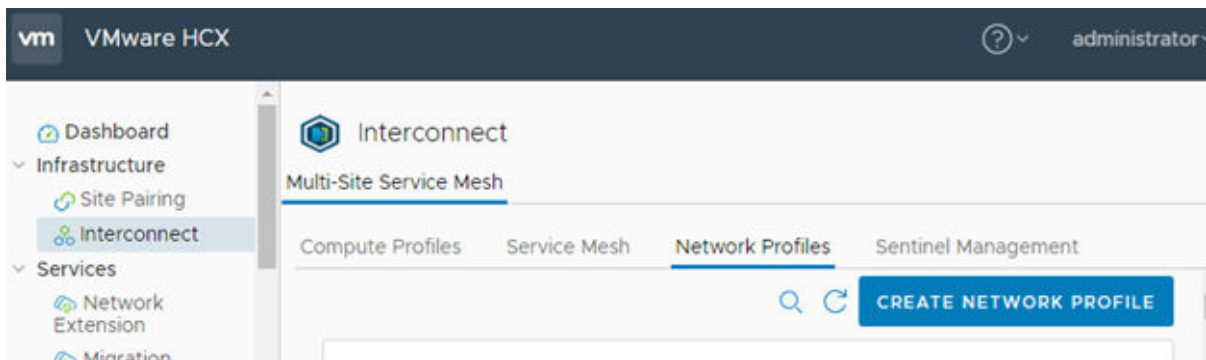 vm VMware HCX ? administrator
Dashboard
Infrastructure
Site Pairing
Interconnect
Services
Network
Extension
Migration
Interconnect
Multi-Site Service Mesh
Compute Profiles Service Mesh Network Profiles Sentinel Management
CREATE NETWORK PROFILE